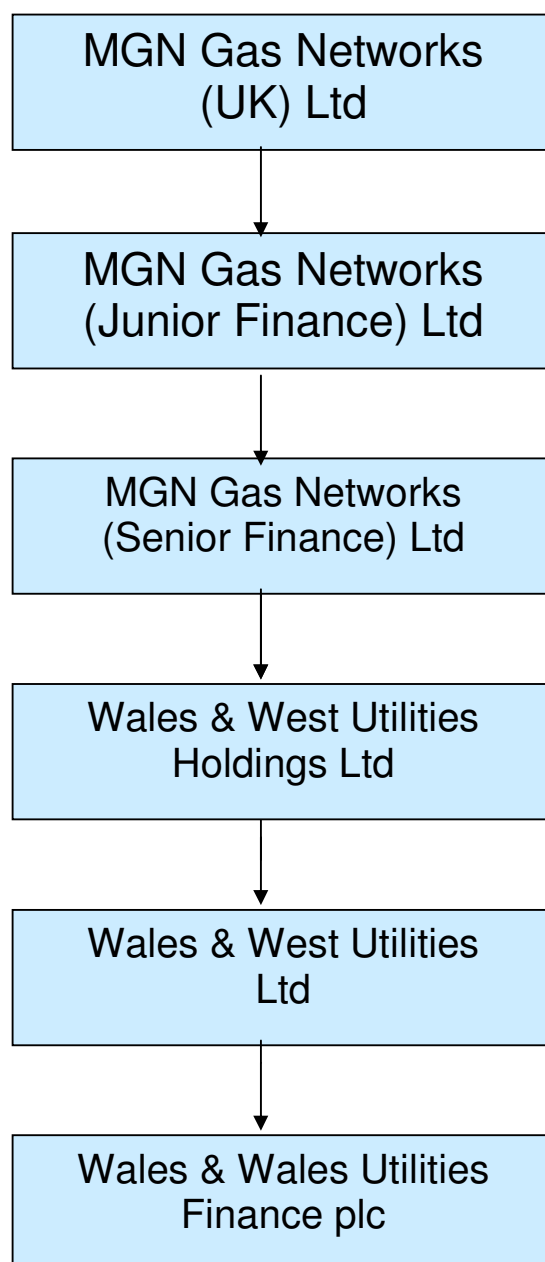 MGN Gas Networks
(UK) Ltd
MGN Gas Networks
(Junior Finance) Ltd
MGN Gas Networks
(Senior Finance) Ltd
Wales & West Utilities
Holdings Ltd
Wales & West Utilities
Ltd
Wales & Wales Utilities
Finance plc